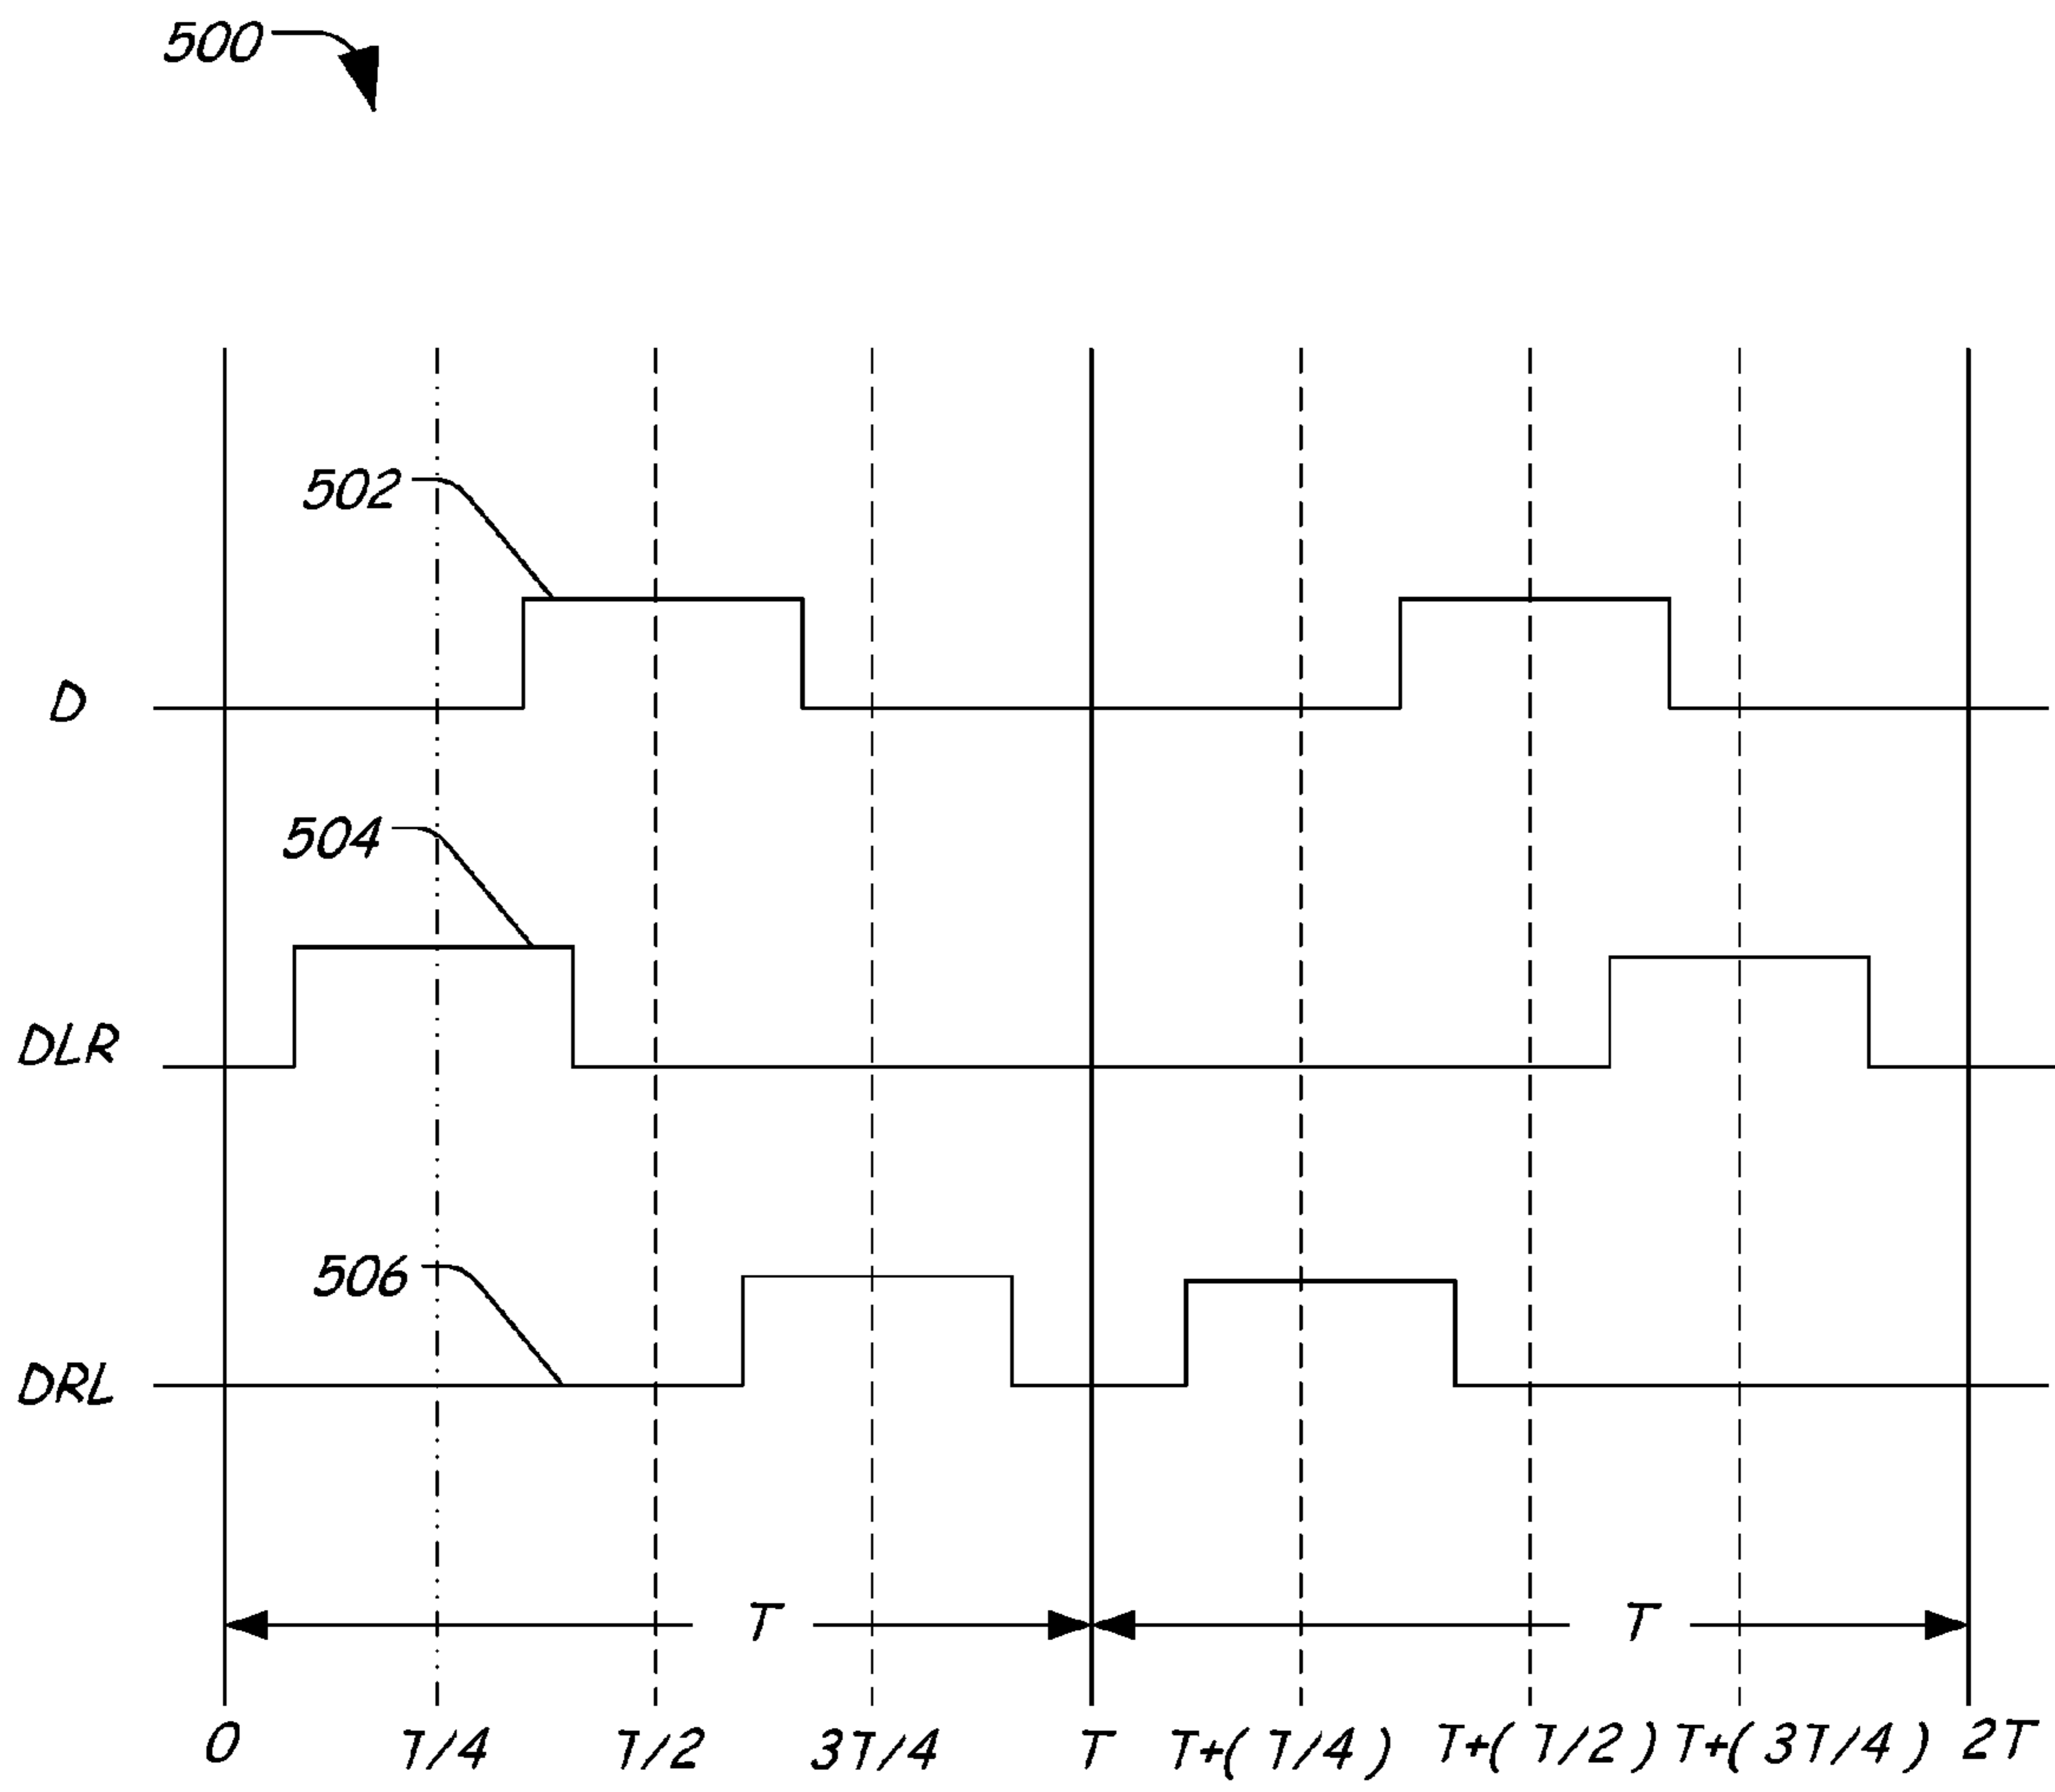 500
502
D
504
DLR
506
DRL
T T
0 T/4 T/2 3T/4 T T+(T/4) T+(T/2) T+(3T/4) 2T